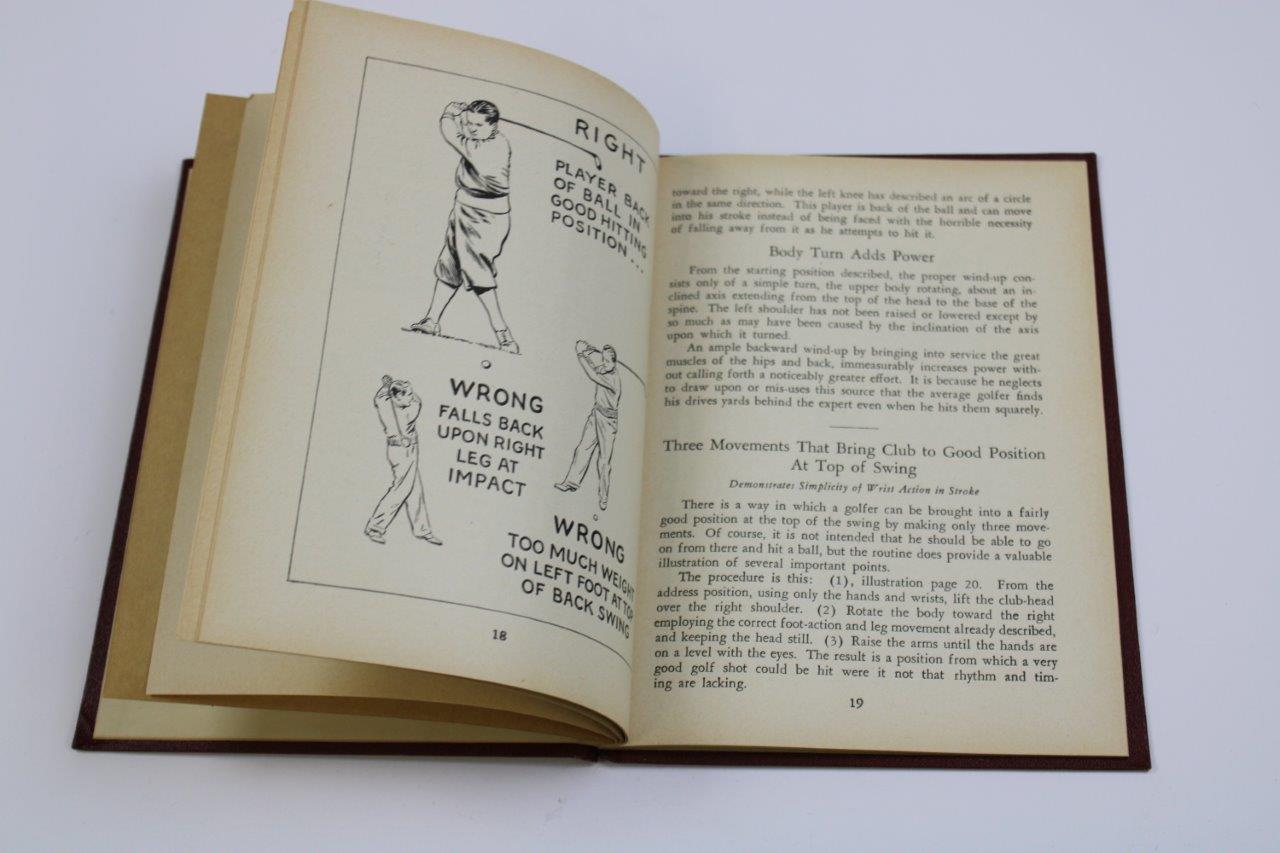 RIGHT
PLAYER BACK
OF BALL IN
GOOD HITTING
POSITION ...
WRONG
FALLS BACK
UPON RIGHT
LEG AT
IMPACT
WRONG
TOO MUCH WEIGHT
ON LEFT FOOT AT TOP
OF BACK SWING
18
toward the right, while the left knee has described an arc of a circle
in the same direction. This player is back of the ball and can move
into his stroke instead of being faced with the horrible necessity
of falling away from it as he attempts to hit it.
Body Turn Adds Power
From the starting position described, the proper wind-up con-
sists only of a simple turn, the upper body rotating, about an in-
clined axis extending from the top of the head to the base of the
spine. The left shoulder has not been raised or lowered except by
so much as may have been caused by the inclination of the axis
upon which it turned.
An ample backward wind-up by bringing into service the great
muscles of the hips and back, immeasurably increases power with-
out calling forth a noticeably greater effort. It is because he neglects
to draw upon or mis-uses this source that the average golfer finds
his drives yards behind the expert even when he hits them squarely.
Three Movements That Bring Club to Good Position
At Top of Swing
Demonstrates Simplicity of Wrist Action in Stroke
There is a way in which a golfer can be brought into a fairly
good position at the top of the swing by making only three move-
ments. Of course, it is not intended that he should be able to go
on from there and hit a ball, but the routine does provide a valuable
illustration of several important points.
The procedure is this: (1), illustration page 20. From the
address position, using only the hands and wrists, lift the club-head
over the right shoulder. (2) Rotate the body toward the right
employing the correct foot-action and leg movement already described,
and keeping the head still. (3) Raise the arms until the hands are
on a level with the eyes. The result is a position from which a very
good golf shot could be hit were it not that rhythm and tim-
ing are lacking.
19